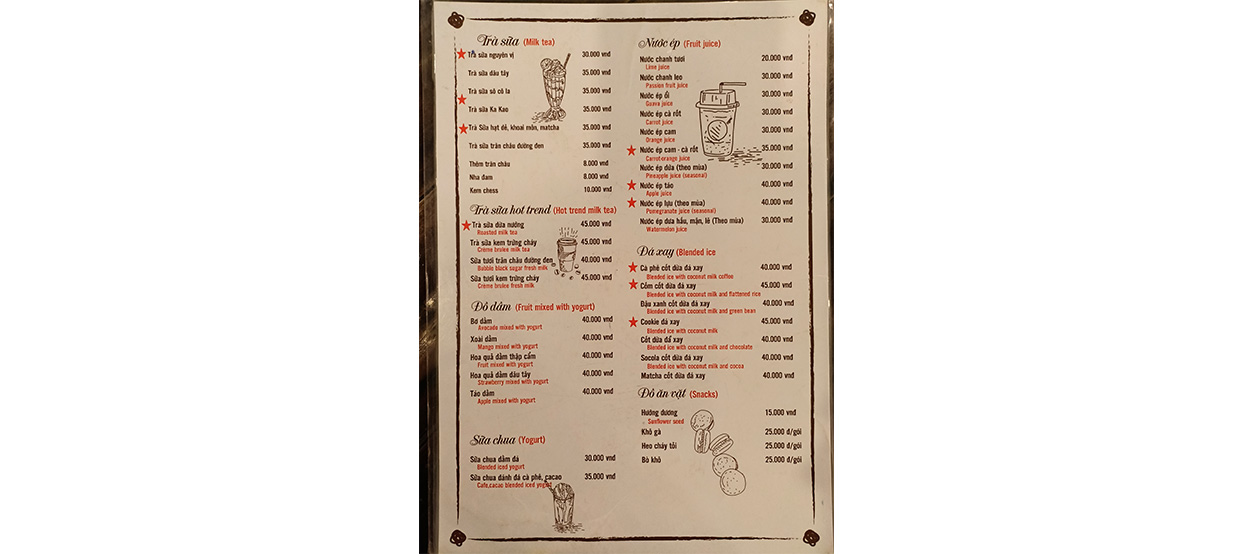 Trà sữa (Milk tea)
Trà sữa nguyên vị 30.000 vnd
Trà sữa dâu tây 35.000 vnd
Trà sữa sô cô la 35.000 vnd
Trà sữa Ka Kao 35.000 vnd
Trà Sữa hạt dẻ, khoai môn, matcha 35.000 vnd
Trà sữa trân châu đường đen 35.000 vnd
Thêm trân châu 8.000 vnd
Nha đam 8.000 vnd
Kem chess 10.000 vnd
Trà sữa hot trend (Hot trend milk tea)
Trà sữa dừa nướng 45.000 vnd
Roasted milk tea
Trà sữa kem trứng cháy 45.000 vnd
Crème brulee milk tea
Sữa tươi trân châu đường đen 40.000 vnd
Bubble black sugar fresh milk
Sữa tươi kem trứng cháy 45.000 vnd
Crème brulee fresh milk
Đồ dầm (Fruit mixed with yogurt)
Bơ dầm 40.000 vnd
Avocado mixed with yogurt
Xoài dầm 40.000 vnd
Mango mixed with yogurt
Hoa quả dầm thập cẩm 40.000 vnd
Fruit mixed with yogurt
Hoa quả dầm dâu tây 40.000 vnd
Strawberry mixed with yogurt
Táo dầm 40.000 vnd
Apple mixed with yogurt
Sữa chua (Yogurt)
Sữa chua dầm đá 30.000 vnd
Blended iced yogurt
Sữa chua đánh đá cà phê, cacao 35.000 vnd
Cafe,cacao blended iced yogurt
Nước ép (Fruit juice)
Nước chanh tươi 20.000 vnd
Lime juice
Nước chanh leo 30.000 vnd
Passion fruit juice
Nước ép ổi 30.000 vnd
Guava juice
Nước ép cà rốt 30.000 vnd
Carrot juice
Nước ép cam 30.000 vnd
Orange juice
Nước ép cam - cà rốt 35.000 vnd
Carrot-orange juice
Nước ép dứa (theo mùa) 30.000 vnd
Pineapple juice (seasonal)
Nước ép táo 40.000 vnd
Apple juice
Nước ép lựu (theo mùa) 40.000 vnd
Pomegranate juice (seasonal)
Nước ép dưa hấu, mận, lê (Theo mùa) 30.000 vnd
Watermelon juice
Đá xay (Blended ice
Cà phê cốt dừa đá xay 40.000 vnd
Blended ice with coconut milk coffee
Cốm cốt dừa đá xay 45.000 vnd
Blended ice with coconut milk and flattened rice
Đậu xanh cốt dừa đá xay 40.000 vnd
Blended ice with coconut milk and green bean
Cookie đá xay 45.000 vnd
Blended ice with coconut milk
Cốt dừa đá xay 40.000 vnd
Blended ice with coconut milk and chocolate
Socola cốt dừa đá xay 40.000 vnd
Blended ice with coconut milk and cocoa
Matcha cốt dừa đá xay 40.000 vnd
Đồ ăn vặt (Snacks)
Hướng dương 15.000 vnd
Sunflower seed
Khô gà 25.000 đ/gói
Heo cháy tỏi 25.000 đ/gói
Bò khô 25.000 đ/gói